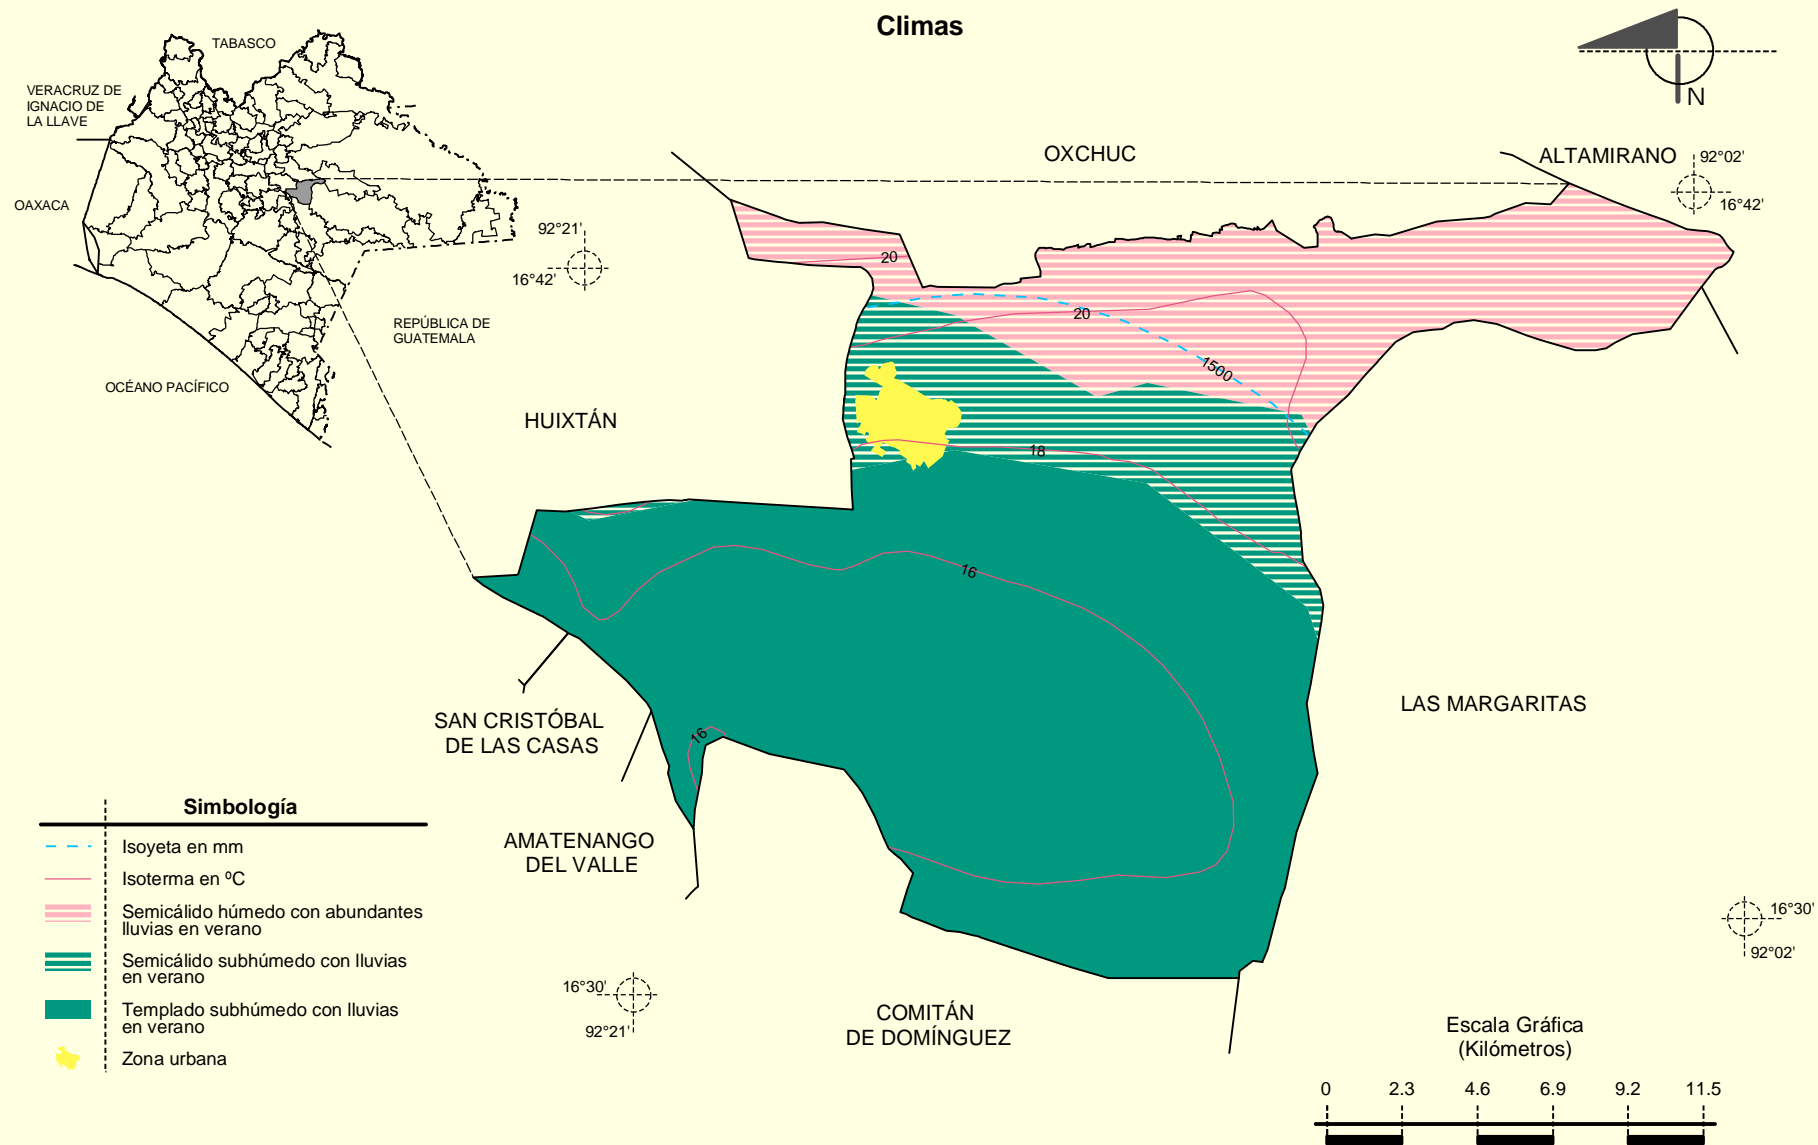 Climas
TABASCO
VERACRUZ DE
IGNACIO DE
LA LLAVE
OAXACA
REPÚBLICA DE
GUATEMALA
OCÉANO PACÍFICO
N
OXCHUC
ALTAMIRANO
92°02'
16°42'
92°21'
16°42'
20
20
1500
HUIXTÁN
18
16
16
LAS MARGARITAS
SAN CRISTÓBAL
DE LAS CASAS
AMATENANGO
DEL VALLE
COMITÁN
DE DOMÍNGUEZ
16°30'
92°02'
16°30'
92°21'
Simbología
Isoyeta en mm
Isoterma en ºC
Semicálido húmedo con abundantes
lluvias en verano
Semicálido subhúmedo con lluvias
en verano
Templado subhúmedo con lluvias
en verano
Zona urbana
Escala Gráfica
(Kilómetros)
0 2.3 4.6 6.9 9.2 11.5